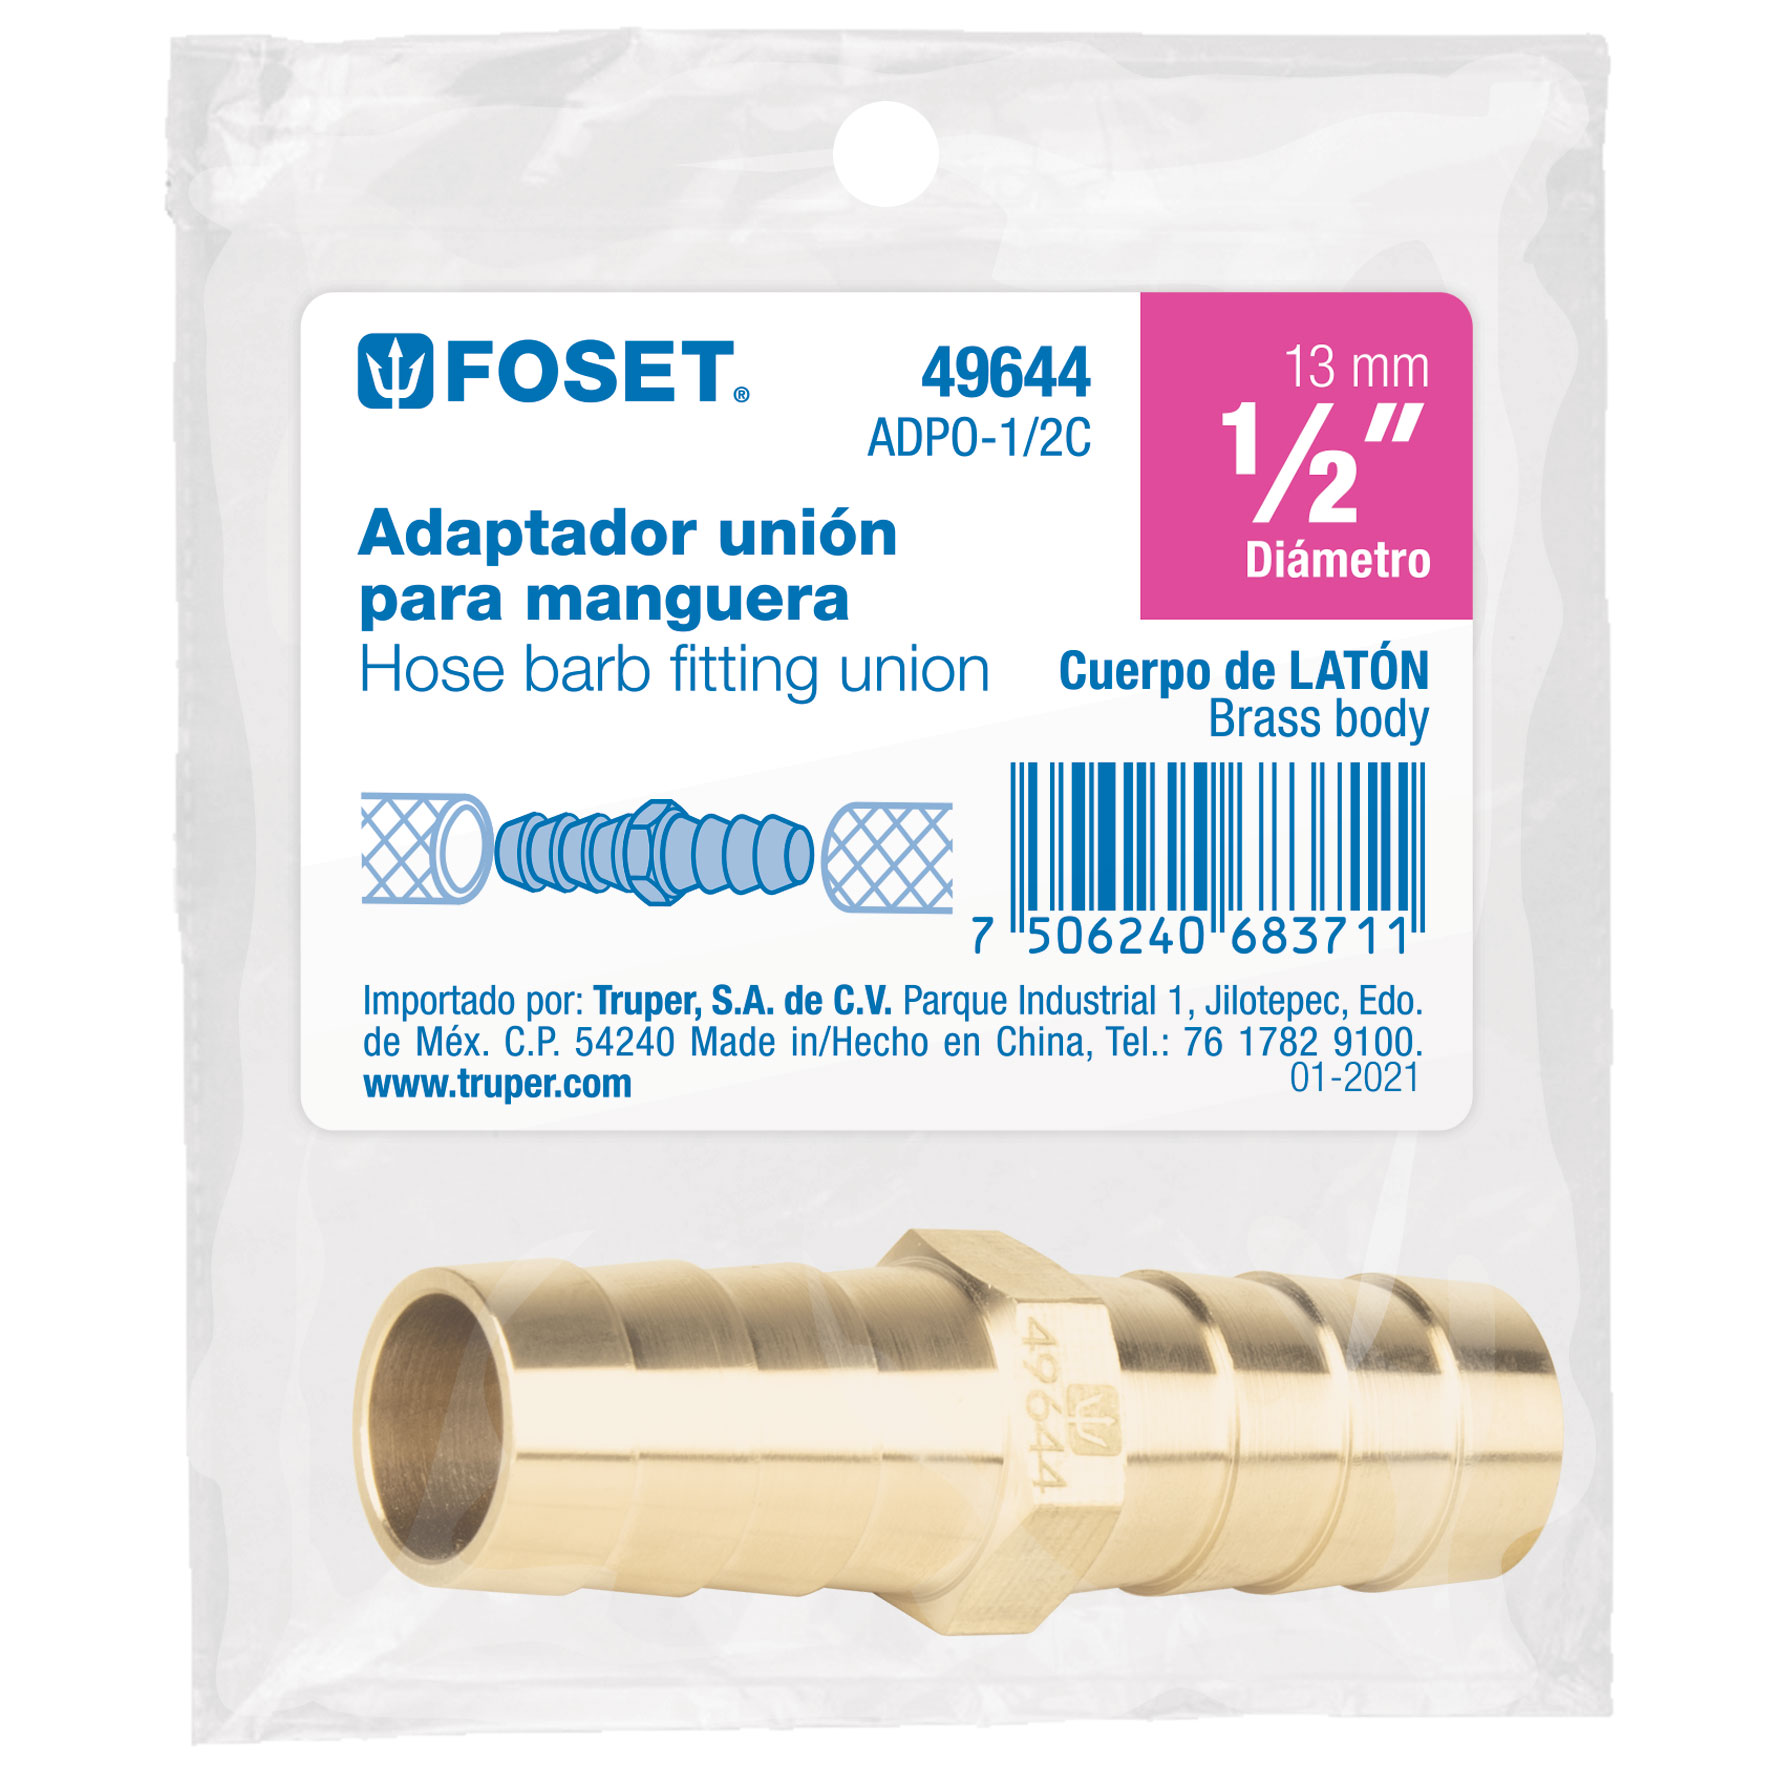 FOSET®
49644
ADPO-1/2C
13 mm
1/2"
Diámetro
Adaptador unión
para manguera
Hose barb fitting union
Cuerpo de LATÓN
Brass body
7 506240 683711
Importado por: Truper, S.A. de C.V. Parque Industrial 1, Jilotepec, Edo.
de Méx. C.P. 54240 Made in/Hecho en China, Tel.: 76 1782 9100.
www.truper.com
01-2021
49644